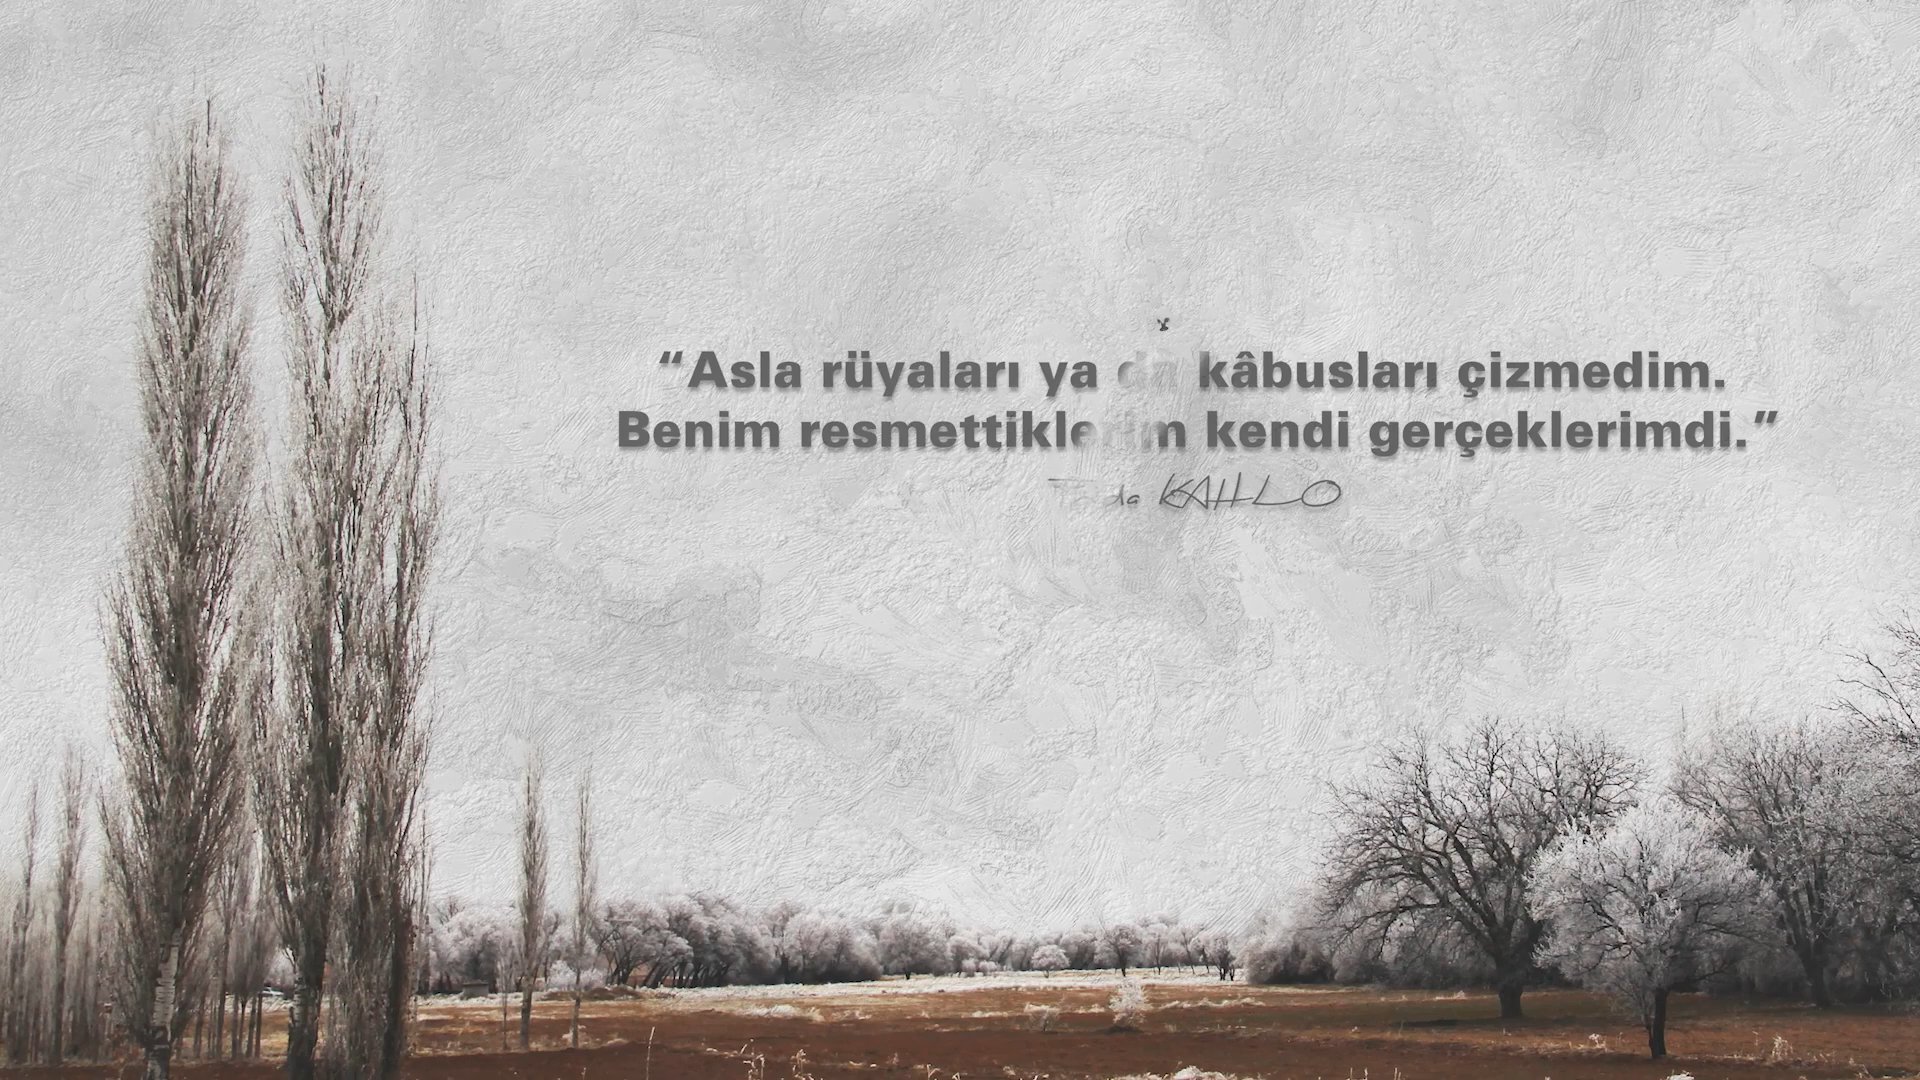 “Asla rüyaları ya da kâbusları çizmedim.
Benim resmettiklerim kendi gerçeklerimdi.”
KAHLO